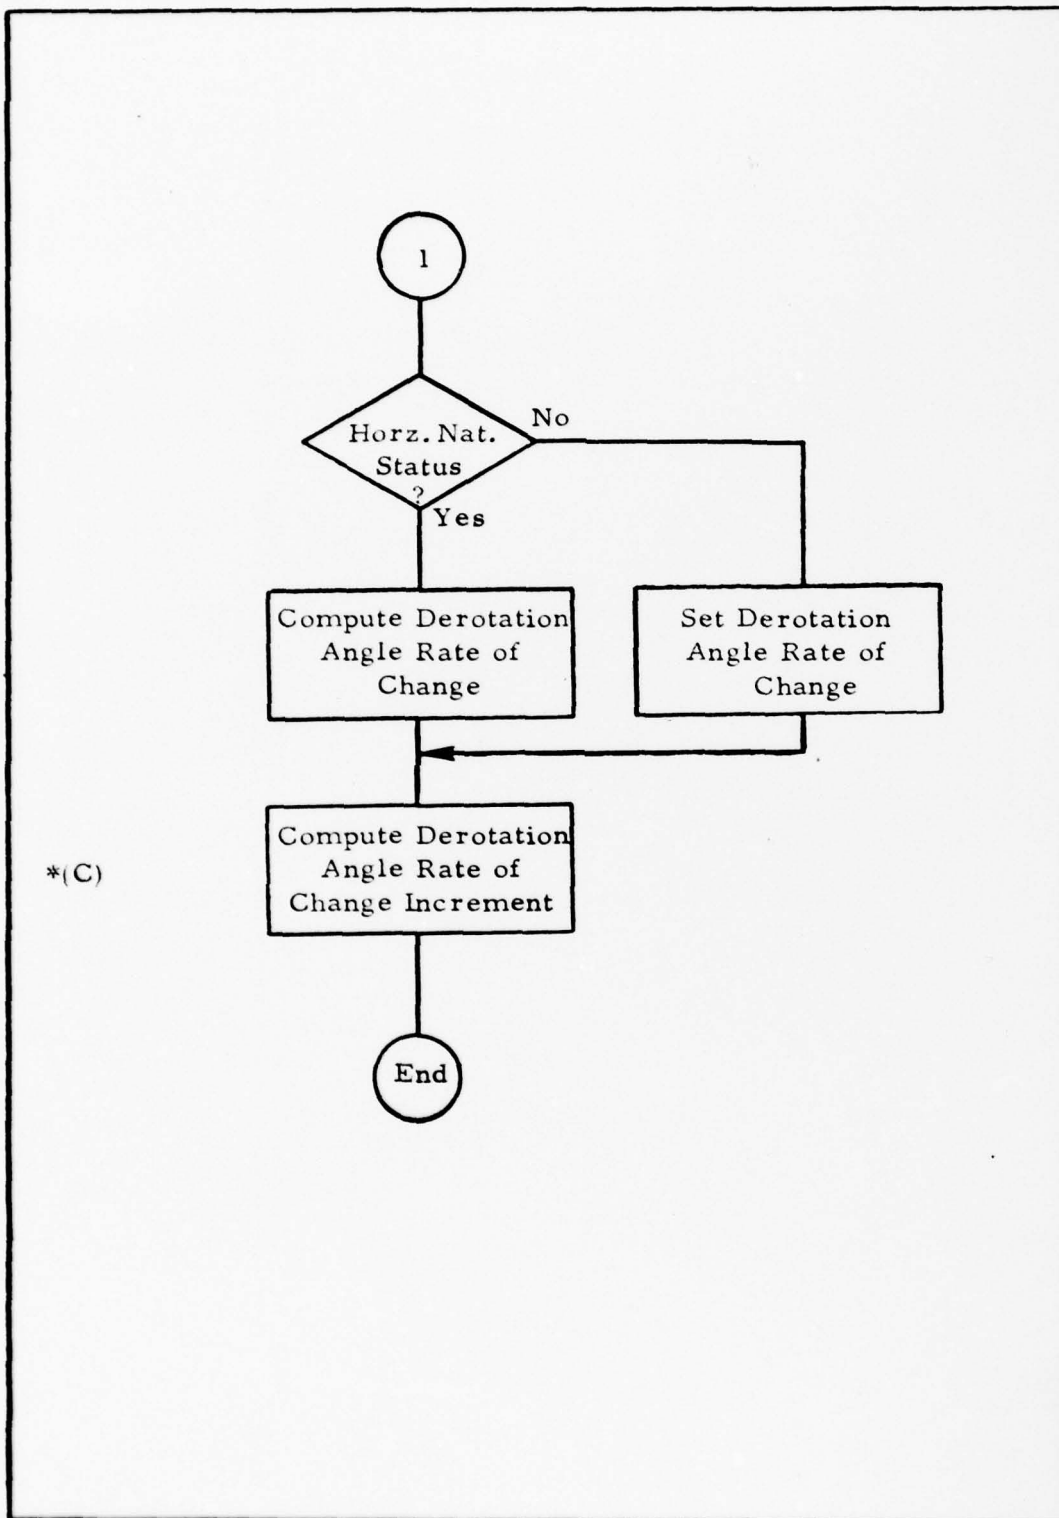 1
Horz. Nat.
Status
?
No
Yes
Compute Derotation
Angle Rate of
Change
Set Derotation
Angle Rate of
Change
*(C)
Compute Derotation
Angle Rate of
Change Increment
End